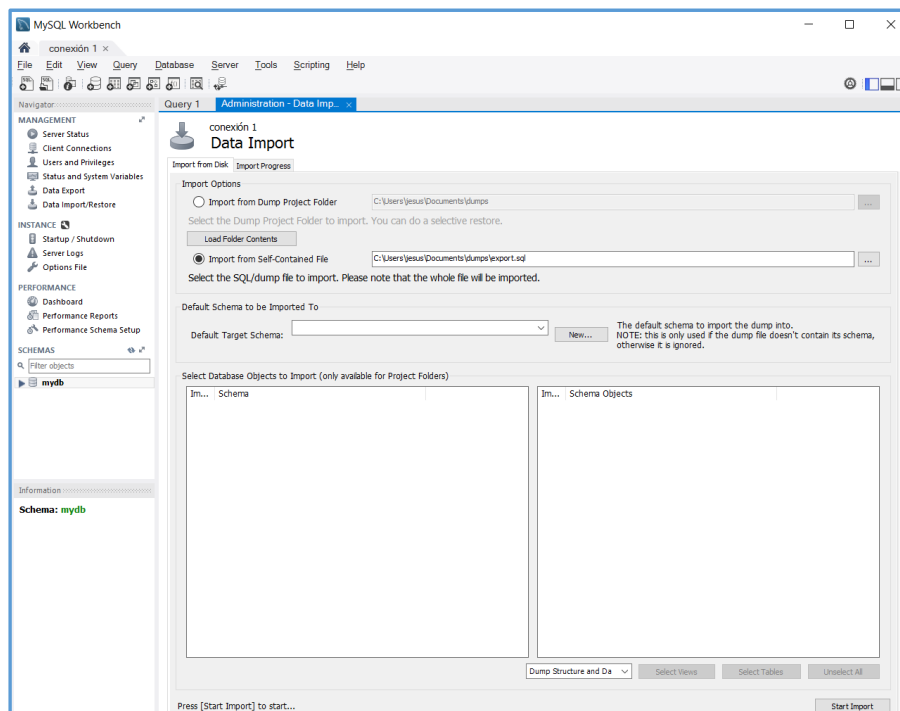 MySQL Workbench
conexión 1 ×
File Edit View Query Database Server Tools Scripting Help
Navigator
Query 1 Administration - Data Imp... ×
MANAGEMENT
Server Status
Client Connections
Users and Privileges
Status and System Variables
Data Export
Data Import/Restore
INSTANCE
Startup / Shutdown
Server Logs
Options File
PERFORMANCE
Dashboard
Performance Reports
Performance Schema Setup
SCHEMAS
Filter objects
mydb
Information
Schema: mydb
conexión 1
Data Import
Import from Disk Import Progress
Import Options
Import from Dump Project Folder C:\Users\jesus\Documents\dumps ...
Select the Dump Project Folder to import. You can do a selective restore.
Load Folder Contents
Import from Self-Contained File C:\Users\jesus\Documents\dumps\export.sql ...
Select the SQL/dump file to import. Please note that the whole file will be imported.
Default Schema to be Imported To
Default Target Schema: New... The default schema to import the dump into.
NOTE: this is only used if the dump file doesn't contain its schema,
otherwise it is ignored.
Select Database Objects to Import (only available for Project Folders)
Im... Schema Im... Schema Objects
Dump Structure and Da Select Views Select Tables Unselect All
Press [Start Import] to start... Start Import